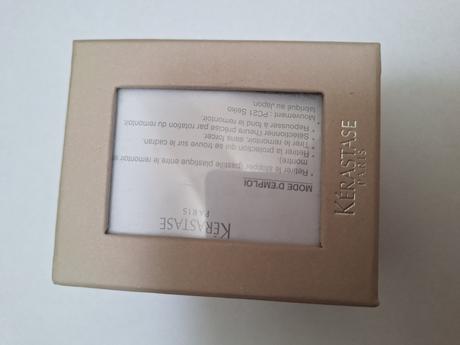 KÉRASTASE
PARIS
MODE D'EMPLOI
• Retirer le stopper (pastille plastique entre le remontoir et
montre)
• Retirer la protection qui se trouve sur le cadran.
• Tirer le remontoir, sans forcer.
• Sélectionner l'heure précise par rotation du remontoir.
• Repousser à fond le remontoir.
Mouvement : PC21 Seiko
fabriqué au Japon.
KÉRASTASE
PARIS